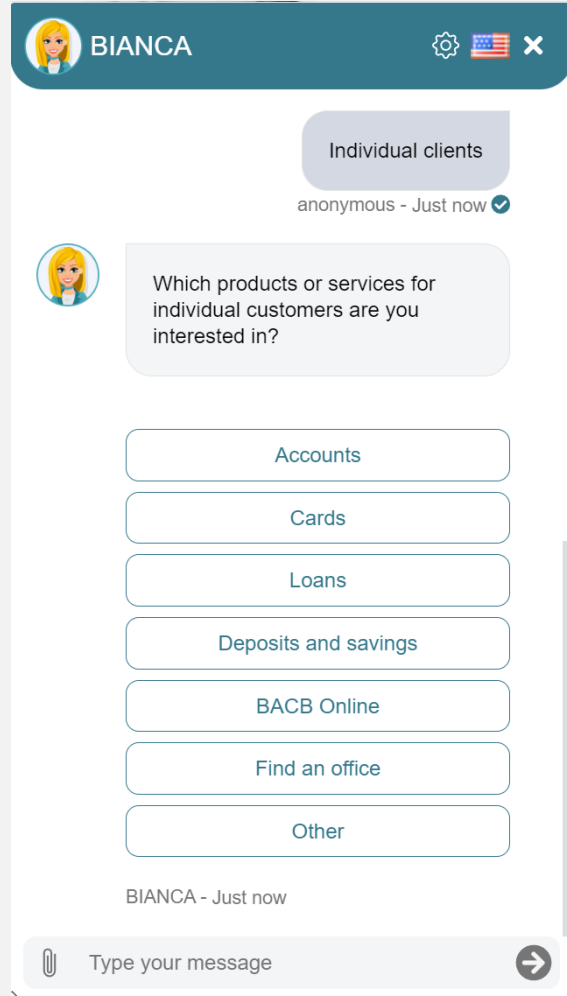 BIANCA
Individual clients
anonymous - Just now
Which products or services for
individual customers are you
interested in?
Accounts
Cards
Loans
Deposits and savings
BACB Online
Find an office
Other
BIANCA - Just now
Type your message